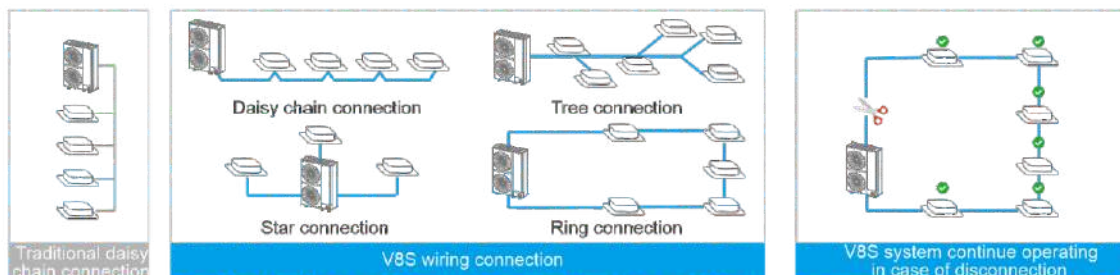 Daisy chain connection
Tree connection
Star connection
Ring connection
Traditional daisy
chain connection
V8S wiring connection
V8S system continue operating
in case of disconnection